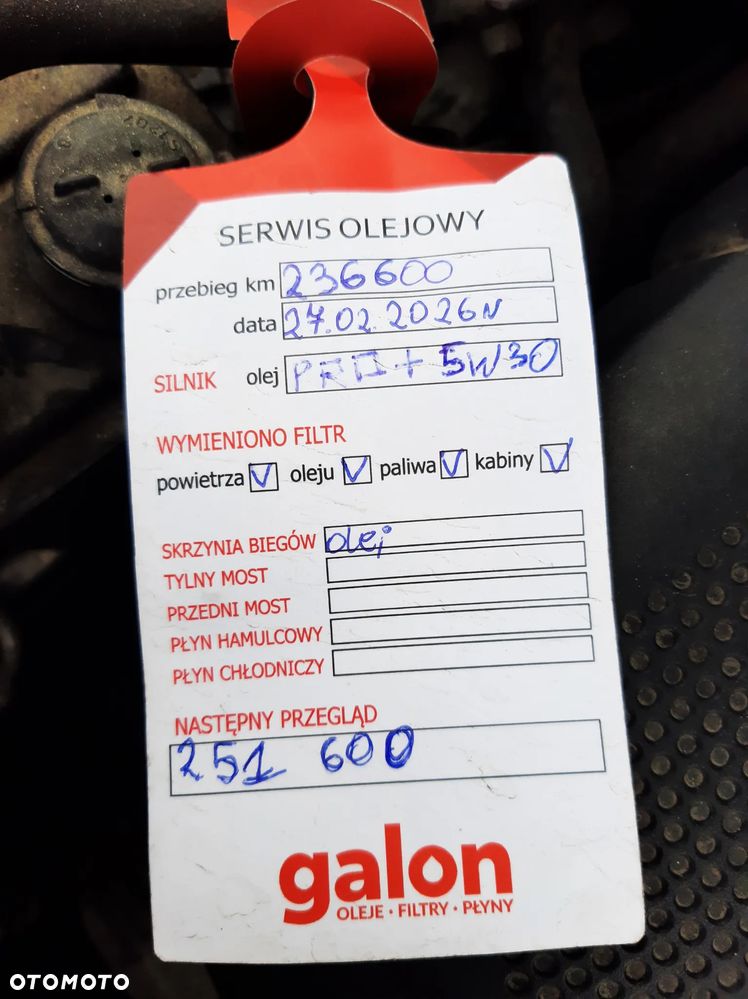 SERWIS OLEJOWY
przebieg km 236600
data 27.02.2026
SILNIK olej PRO+ 5W30
WYMIENIONO FILTR
powietrza V oleju V paliwa V kabiny V
SKRZYNIA BIEGÓW olej
TYLNY MOST
PRZEDNI MOST
PŁYN HAMULCOWY
PŁYN CHŁODNICZY
NASTĘPNY PRZEGLĄD
251 600
galon
OLEJE · FILTRY · PŁYNY
OTOMOTO